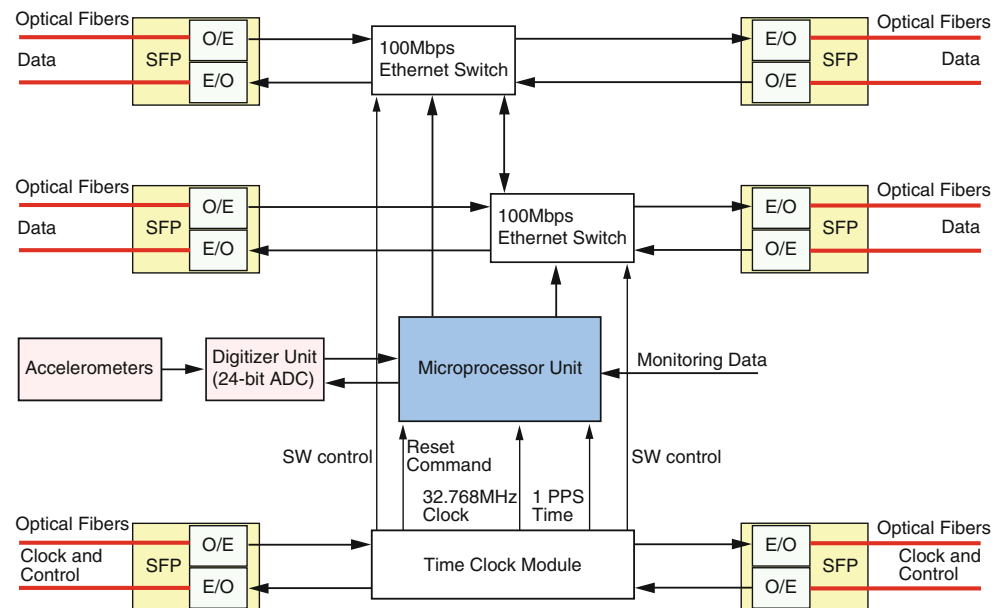 Optical Fibers
Data
SFP
O/E
E/O
100Mbps
Ethernet Switch
E/O
O/E
SFP
Optical Fibers
Data
Optical Fibers
Data
SFP
O/E
E/O
100Mbps
Ethernet Switch
E/O
O/E
SFP
Optical Fibers
Data
Accelerometers
Digitizer Unit
(24-bit ADC)
Microprocessor Unit
Monitoring Data
SW control
Reset
Command
32.768MHz
Clock
1 PPS
Time
SW control
Optical Fibers
Clock and
Control
SFP
O/E
E/O
Time Clock Module
E/O
O/E
SFP
Optical Fibers
Clock and
Control